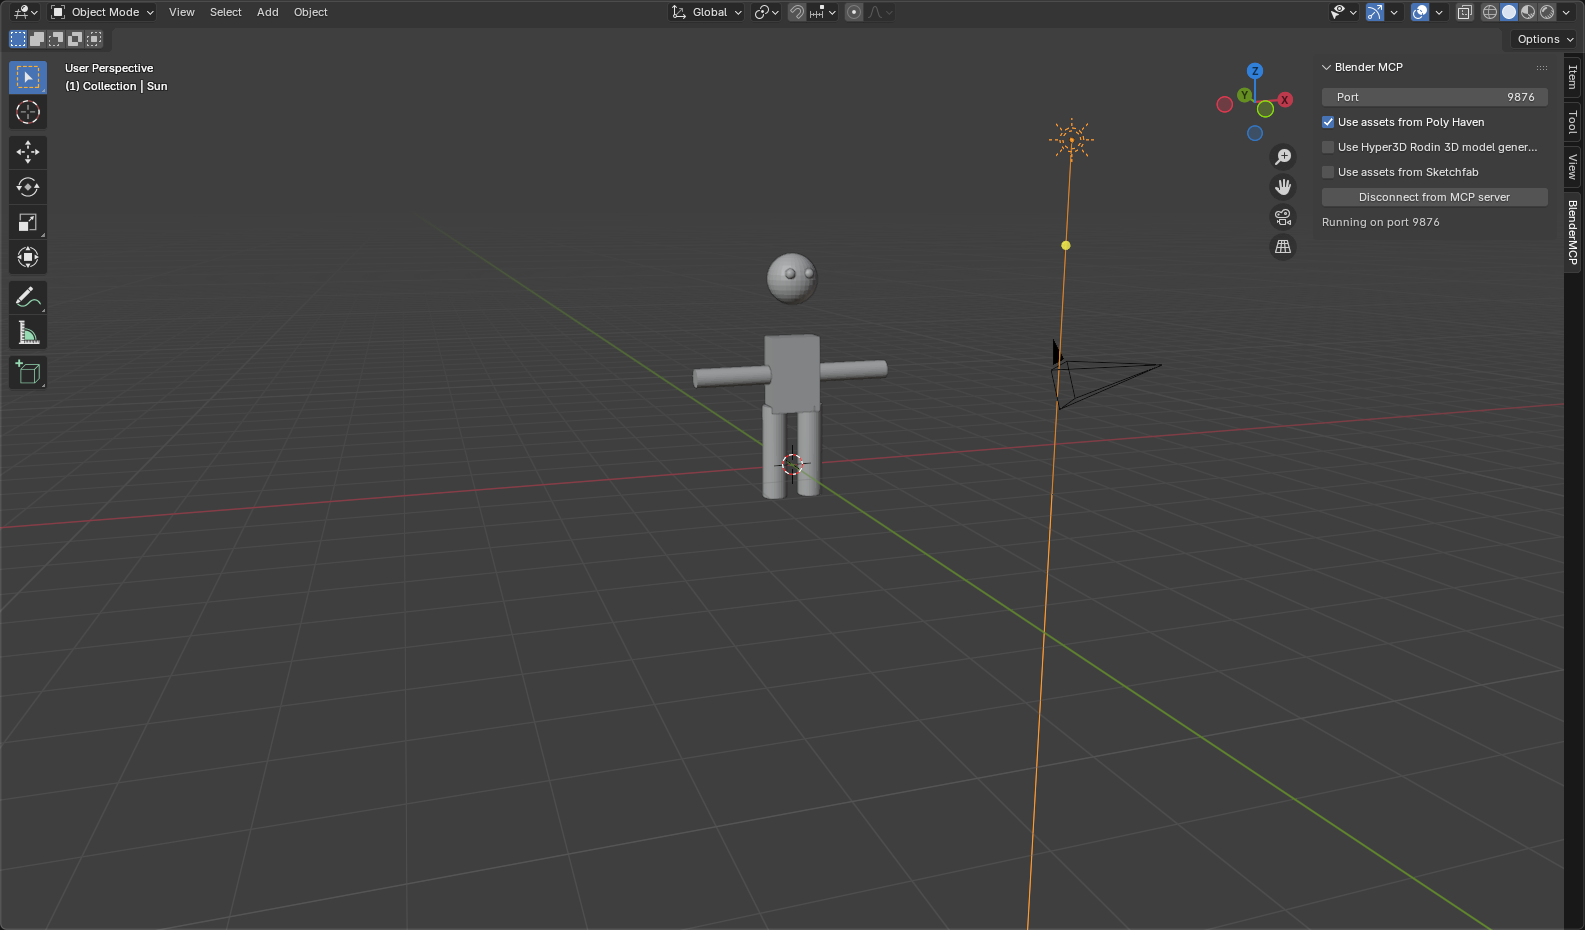 Object Mode
View
Select
Add
Object
Global
Options
User Perspective
(1) Collection | Sun
Z
Y
X
Blender MCP
Port
9876
Use assets from Poly Haven
Use Hyper3D Rodin 3D model gener...
Use assets from Sketchfab
Disconnect from MCP server
Running on port 9876
Item
Tool
View
BlenderMCP